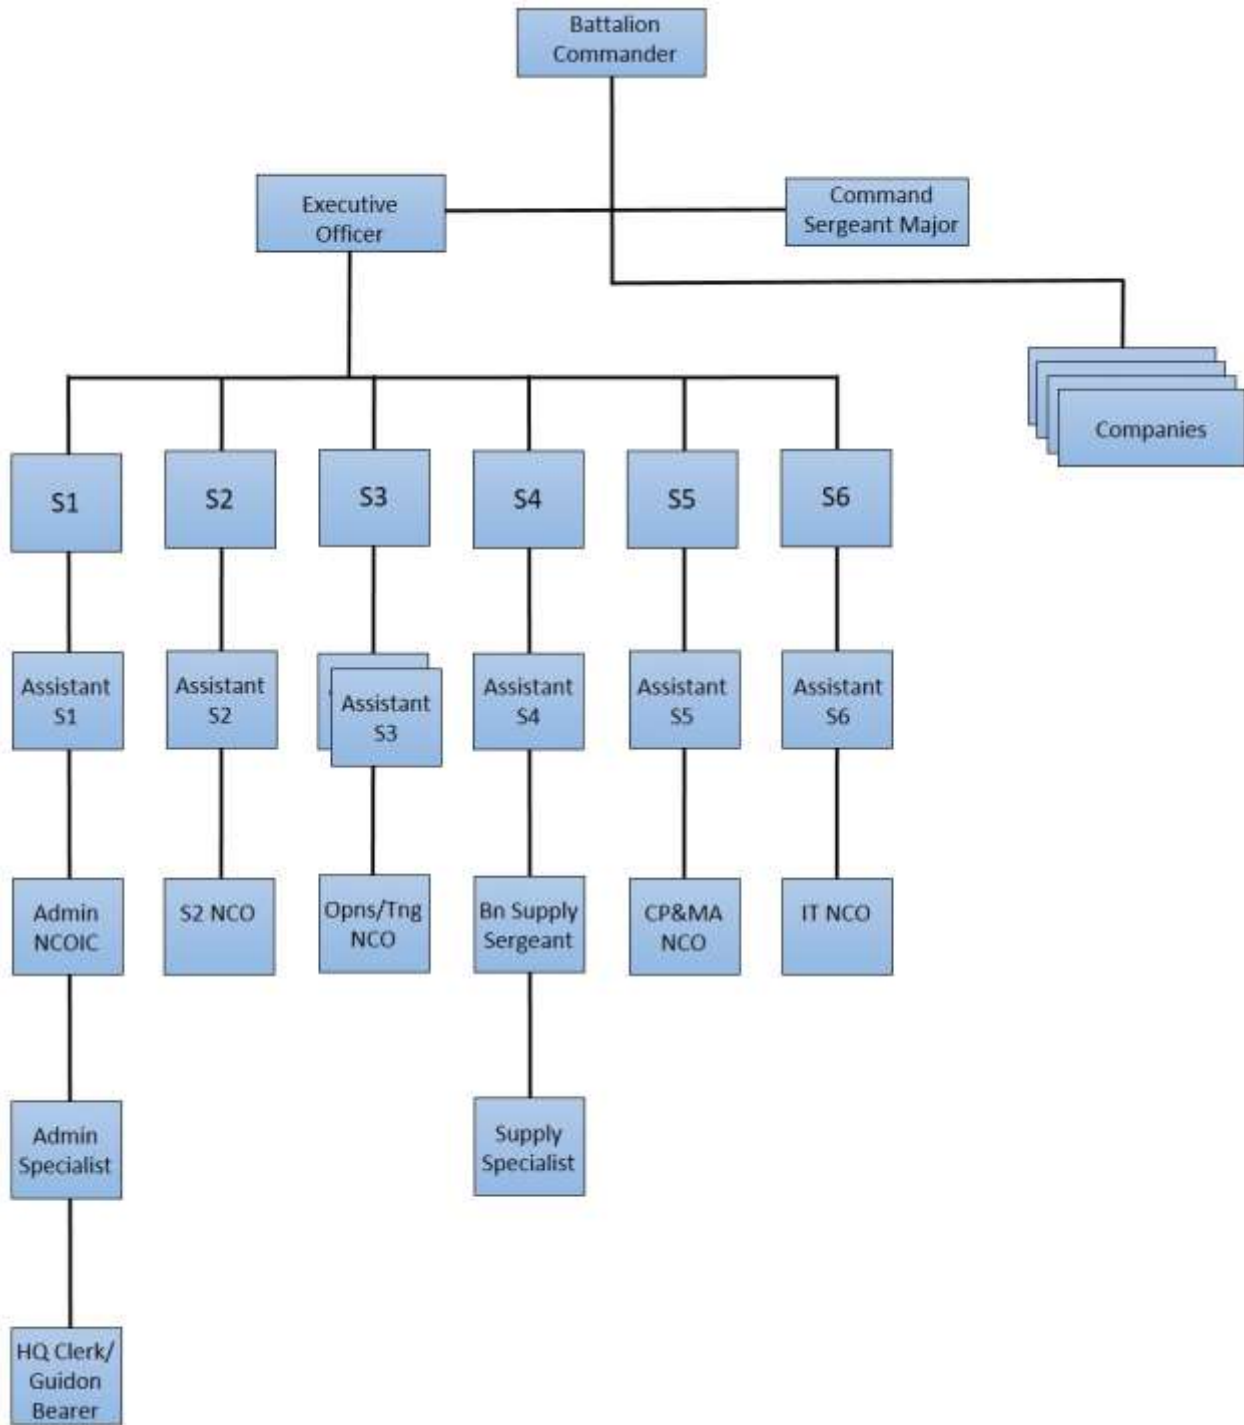 Battalion
Commander
Executive
Officer
Command
Sergeant Major
Companies
S1
S2
S3
S4
S5
S6
Assistant
S1
Assistant
S2
Assistant
S3
Assistant
S4
Assistant
S5
Assistant
S6
Admin
NCOIC
S2 NCO
Opns/Tng
NCO
Bn Supply
Sergeant
CP&MA
NCO
IT NCO
Admin
Specialist
Supply
Specialist
HQ Clerk/
Guidon
Bearer